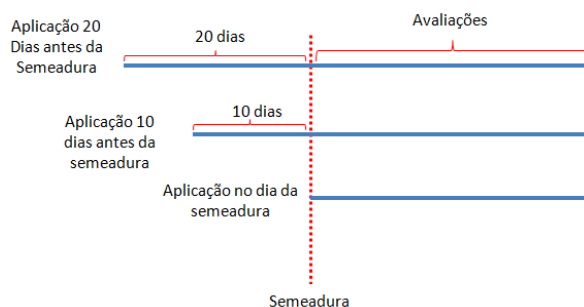 Aplicação 20
Dias antes da
Semeadura
20 dias
Avaliações
Aplicação 10
dias antes da
semeadura
10 dias
Aplicação no dia da
semeadura
Semeadura